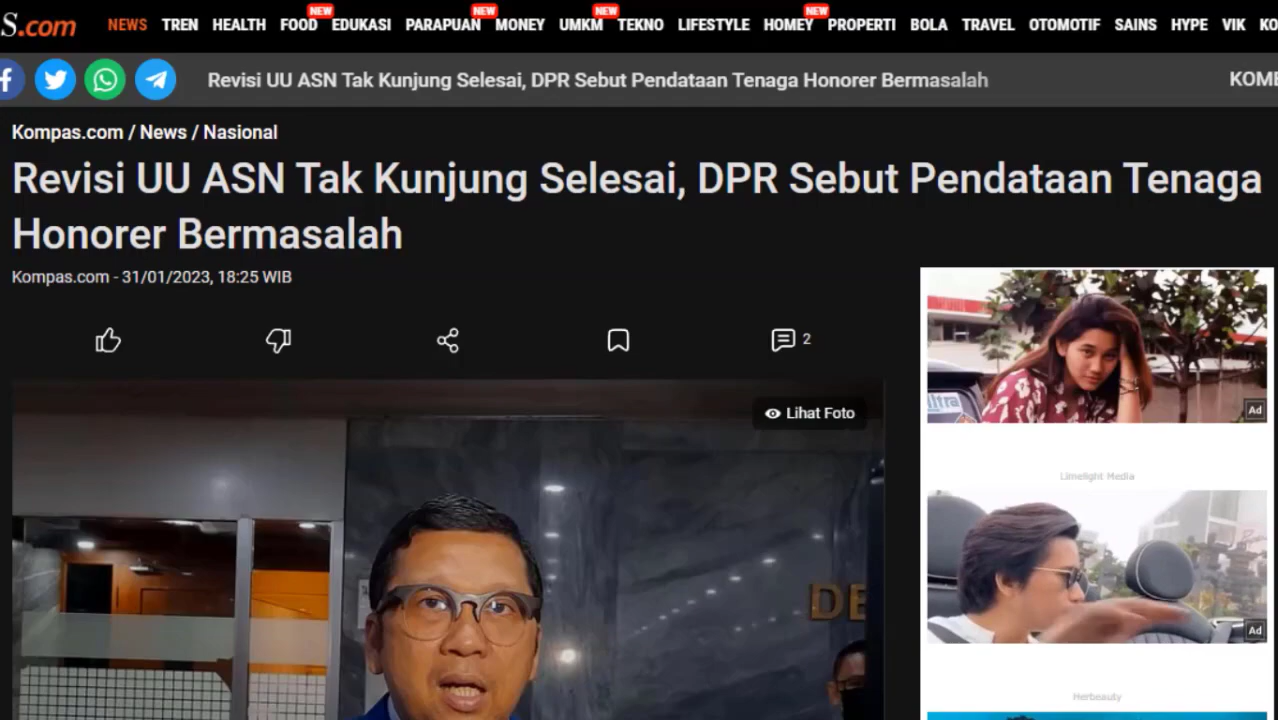 S.com
NEWS TREN HEALTH FOOD NEW EDUKASI PARAPUAN NEW MONEY UMKM NEW TEKNO LIFESTYLE HOMEY NEW PROPERTI BOLA TRAVEL OTOMOTIF SAINS HYPE VIK KO
Revisi UU ASN Tak Kunjung Selesai, DPR Sebut Pendataan Tenaga Honorer Bermasalah
KOME
Kompas.com / News / Nasional
Revisi UU ASN Tak Kunjung Selesai, DPR Sebut Pendataan Tenaga
Honorer Bermasalah
Kompas.com - 31/01/2023, 18:25 WIB
2
Lihat Foto
DE
Ad
Limelight Media
Ad
Herbeauty